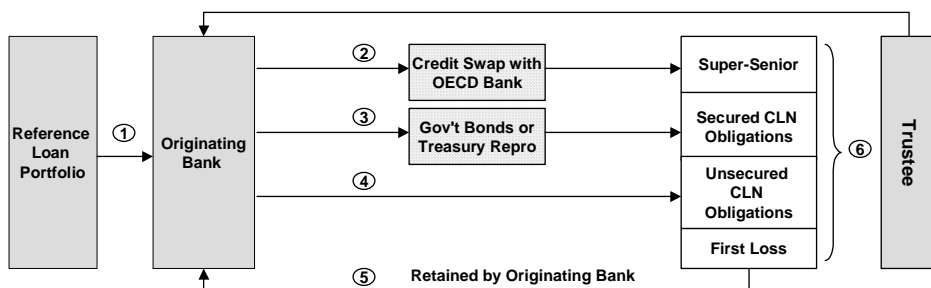 Reference
Loan
Portfolio
①
Originating
Bank
②
Credit Swap with
OECD Bank
③
Gov't Bonds or
Treasury Repro
④
⑤
Retained by Originating Bank
Super-Senior
Secured CLN
Obligations
Unsecured
CLN
Obligations
First Loss
⑥
Trustee